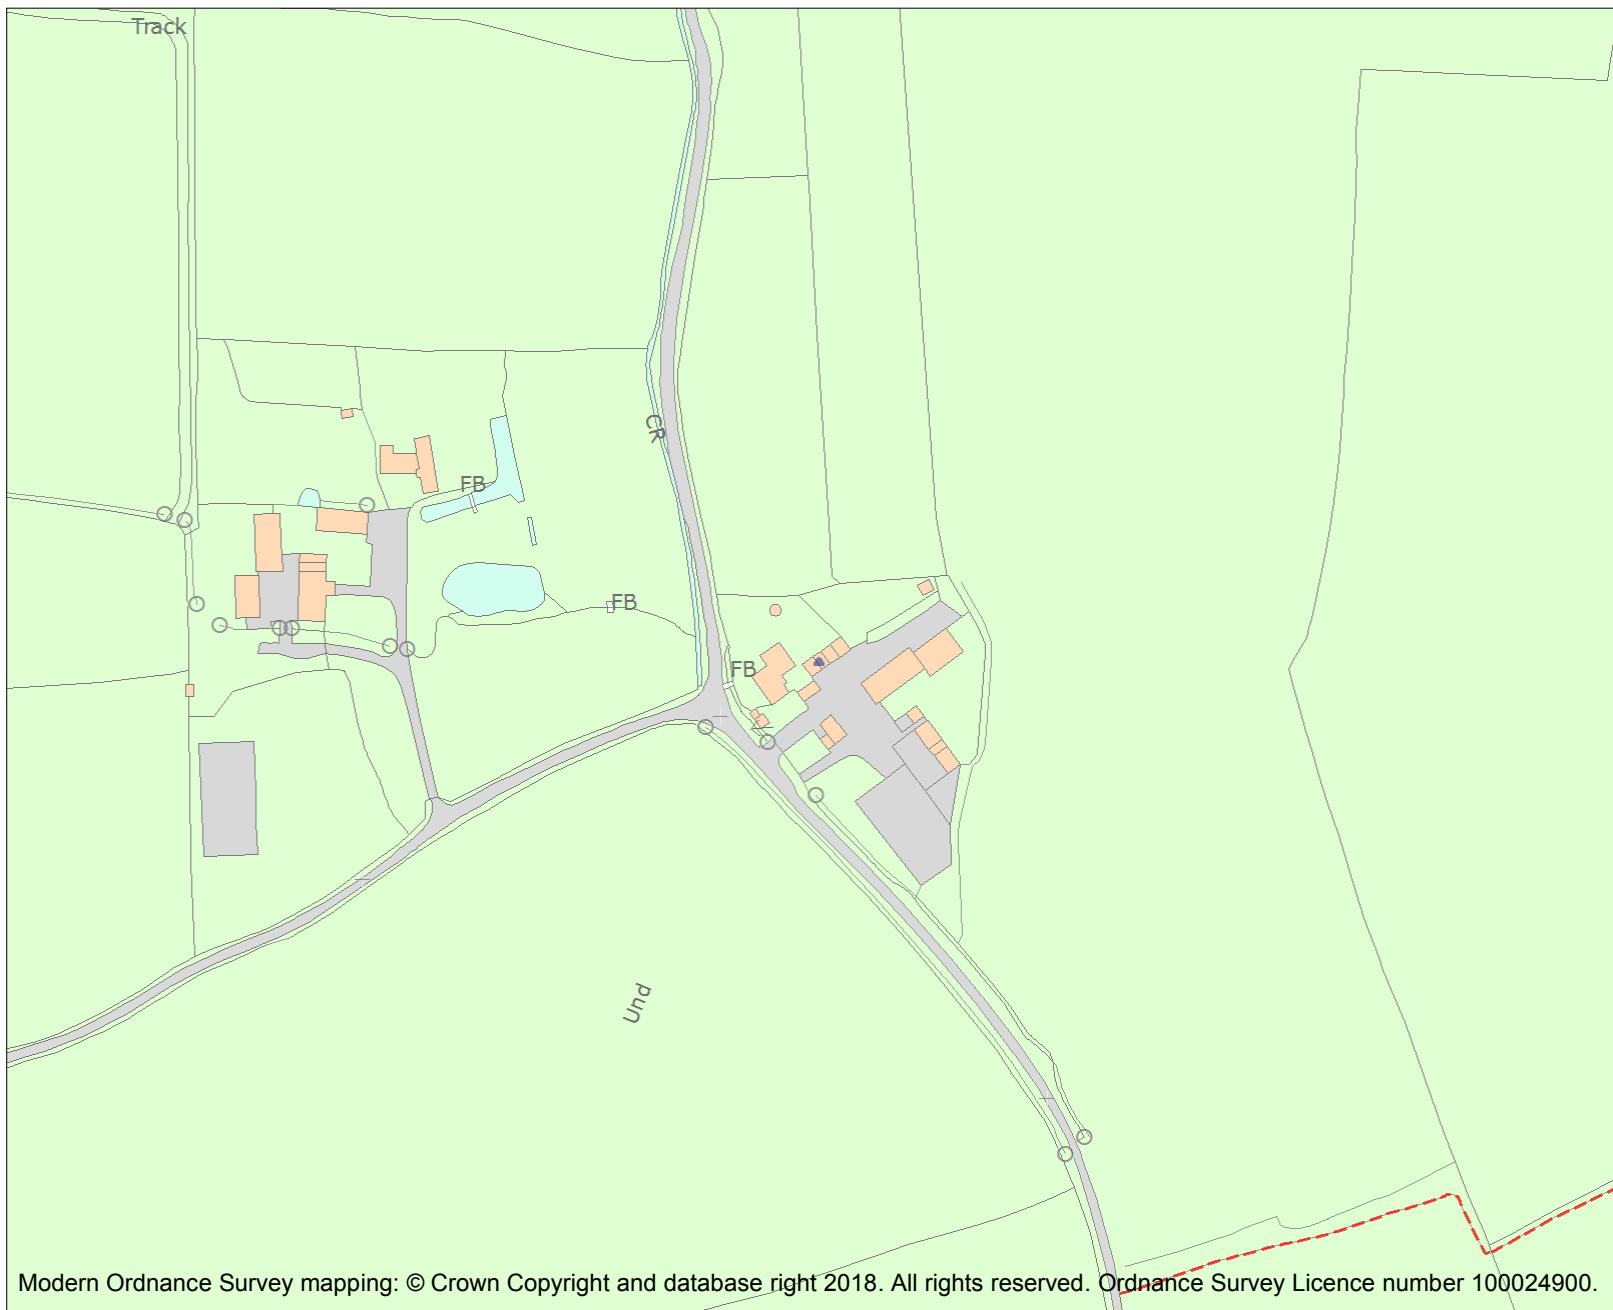 Track
CR
FB
FB
FB
Und
Modern Ordnance Survey mapping: © Crown Copyright and database right 2018. All rights reserved. Ordnance Survey Licence number 100024900.